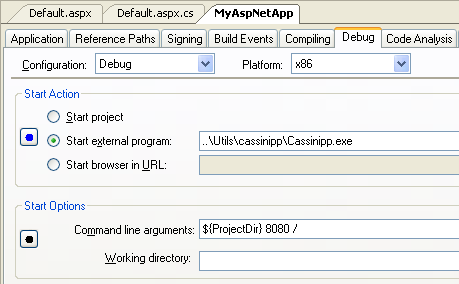 Default.aspx Default.aspx.cs MyAspNetApp
Application Reference Paths Signing Build Events Compiling Debug Code Analysis
Configuration: Debug Platform: x86
Start Action
Start project
Start external program: ..\Utils\cassinipp\Cassinipp.exe
Start browser in URL:
Start Options
Command line arguments: ${ProjectDir} 8080 /
Working directory: